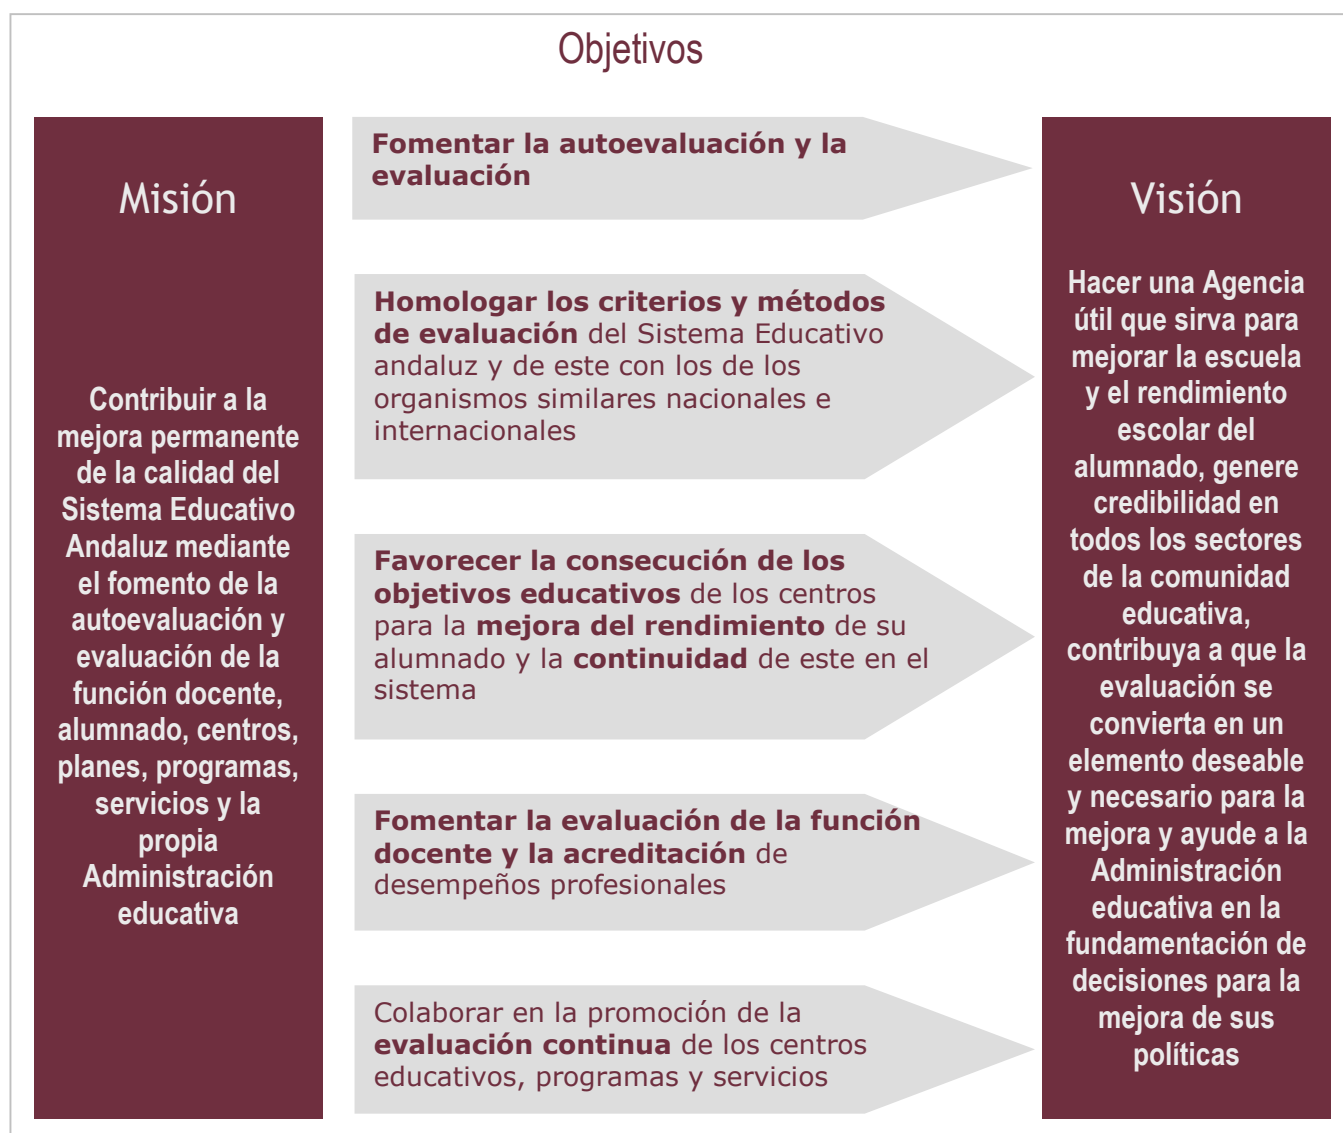 Objetivos
Misión
Contribuir a la
mejora permanente
de la calidad del
Sistema Educativo
Andaluz mediante
el fomento de la
autoevaluación y
evaluación de la
función docente,
alumnado, centros,
planes, programas,
servicios y la
propia
Administración
educativa
Fomentar la autoevaluación y la
evaluación
Homologar los criterios y métodos
de evaluación del Sistema Educativo
andaluz y de este con los de los
organismos similares nacionales e
internacionales
Favorecer la consecución de los
objetivos educativos de los centros
para la mejora del rendimiento de su
alumnado y la continuidad de este en el
sistema
Fomentar la evaluación de la función
docente y la acreditación de
desempeños profesionales
Colaborar en la promoción de la
evaluación continua de los centros
educativos, programas y servicios
Visión
Hacer una Agencia
útil que sirva para
mejorar la escuela
y el rendimiento
escolar del
alumnado, genere
credibilidad en
todos los sectores
de la comunidad
educativa,
contribuya a que la
evaluación se
convierta en un
elemento deseable
y necesario para la
mejora y ayude a la
Administración
educativa en la
fundamentación de
decisiones para la
mejora de sus
políticas